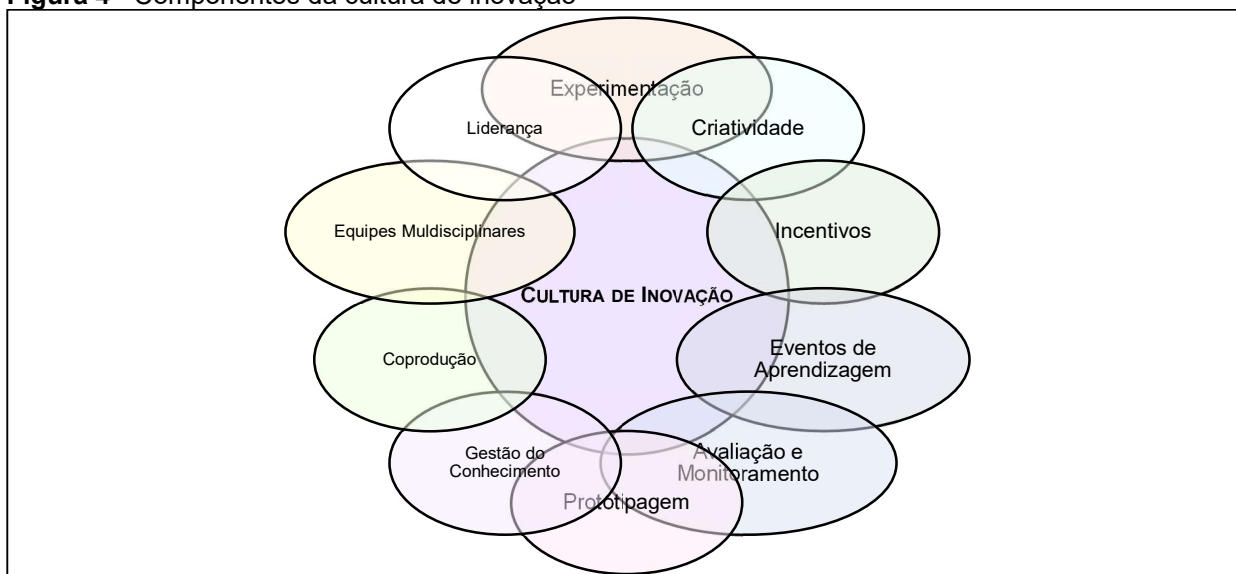 Figura 4 - Componentes da cultura de inovação
Experimentação
Liderança
Criatividade
Equipes Muldisciplinares
Incentivos
CULTURA DE INOVAÇÃO
Coprodução
Eventos de
Aprendizagem
Gestão do
Conhecimento
Avaliação e
Monitoramento
Prototipagem